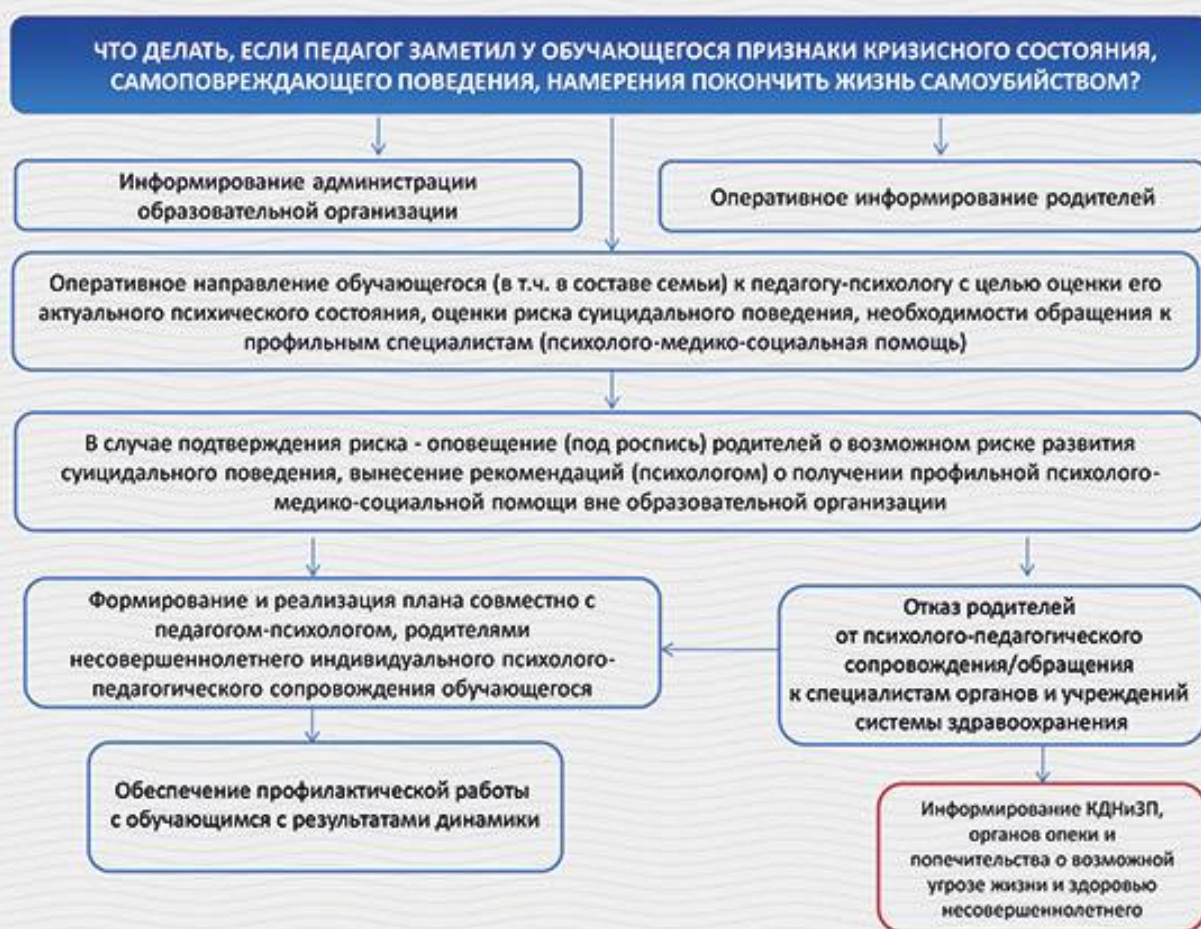 ЧТО ДЕЛАТЬ, ЕСЛИ ПЕДАГОГ ЗАМЕТИЛ У ОБУЧАЮЩЕГОСЯ ПРИЗНАКИ КРИЗИСНОГО СОСТОЯНИЯ,
САМОПОВРЕЖДАЮЩЕГО ПОВЕДЕНИЯ, НАМЕРЕНИЯ ПОКОНЧИТЬ ЖИЗНЬ САМОУБИЙСТВОМ?
Информирование администрации
образовательной организации
Оперативное информирование родителей
Оперативное направление обучающегося (в т.ч. в составе семьи) к педагогу-психологу с целью оценки его
актуального психического состояния, оценки риска суицидального поведения, необходимости обращения к
профильным специалистам (психолого-медико-социальная помощь)
В случае подтверждения риска - оповещение (под роспись) родителей о возможном риске развития
суицидального поведения, вынесение рекомендаций (психологом) о получении профильной психолого-
медико-социальной помощи вне образовательной организации
Формирование и реализация плана совместно с
педагогом-психологом, родителями
несовершеннолетнего индивидуального психолого-
педагогического сопровождения обучающегося
Отказ родителей
от психолого-педагогического
сопровождения/обращения
к специалистам органов и учреждений
системы здравоохранения
Обеспечение профилактической работы
с обучающимся с результатами динамики
Информирование КДНиЗП,
органов опеки и
попечительства о возможной
угрозе жизни и здоровью
несовершеннолетнего